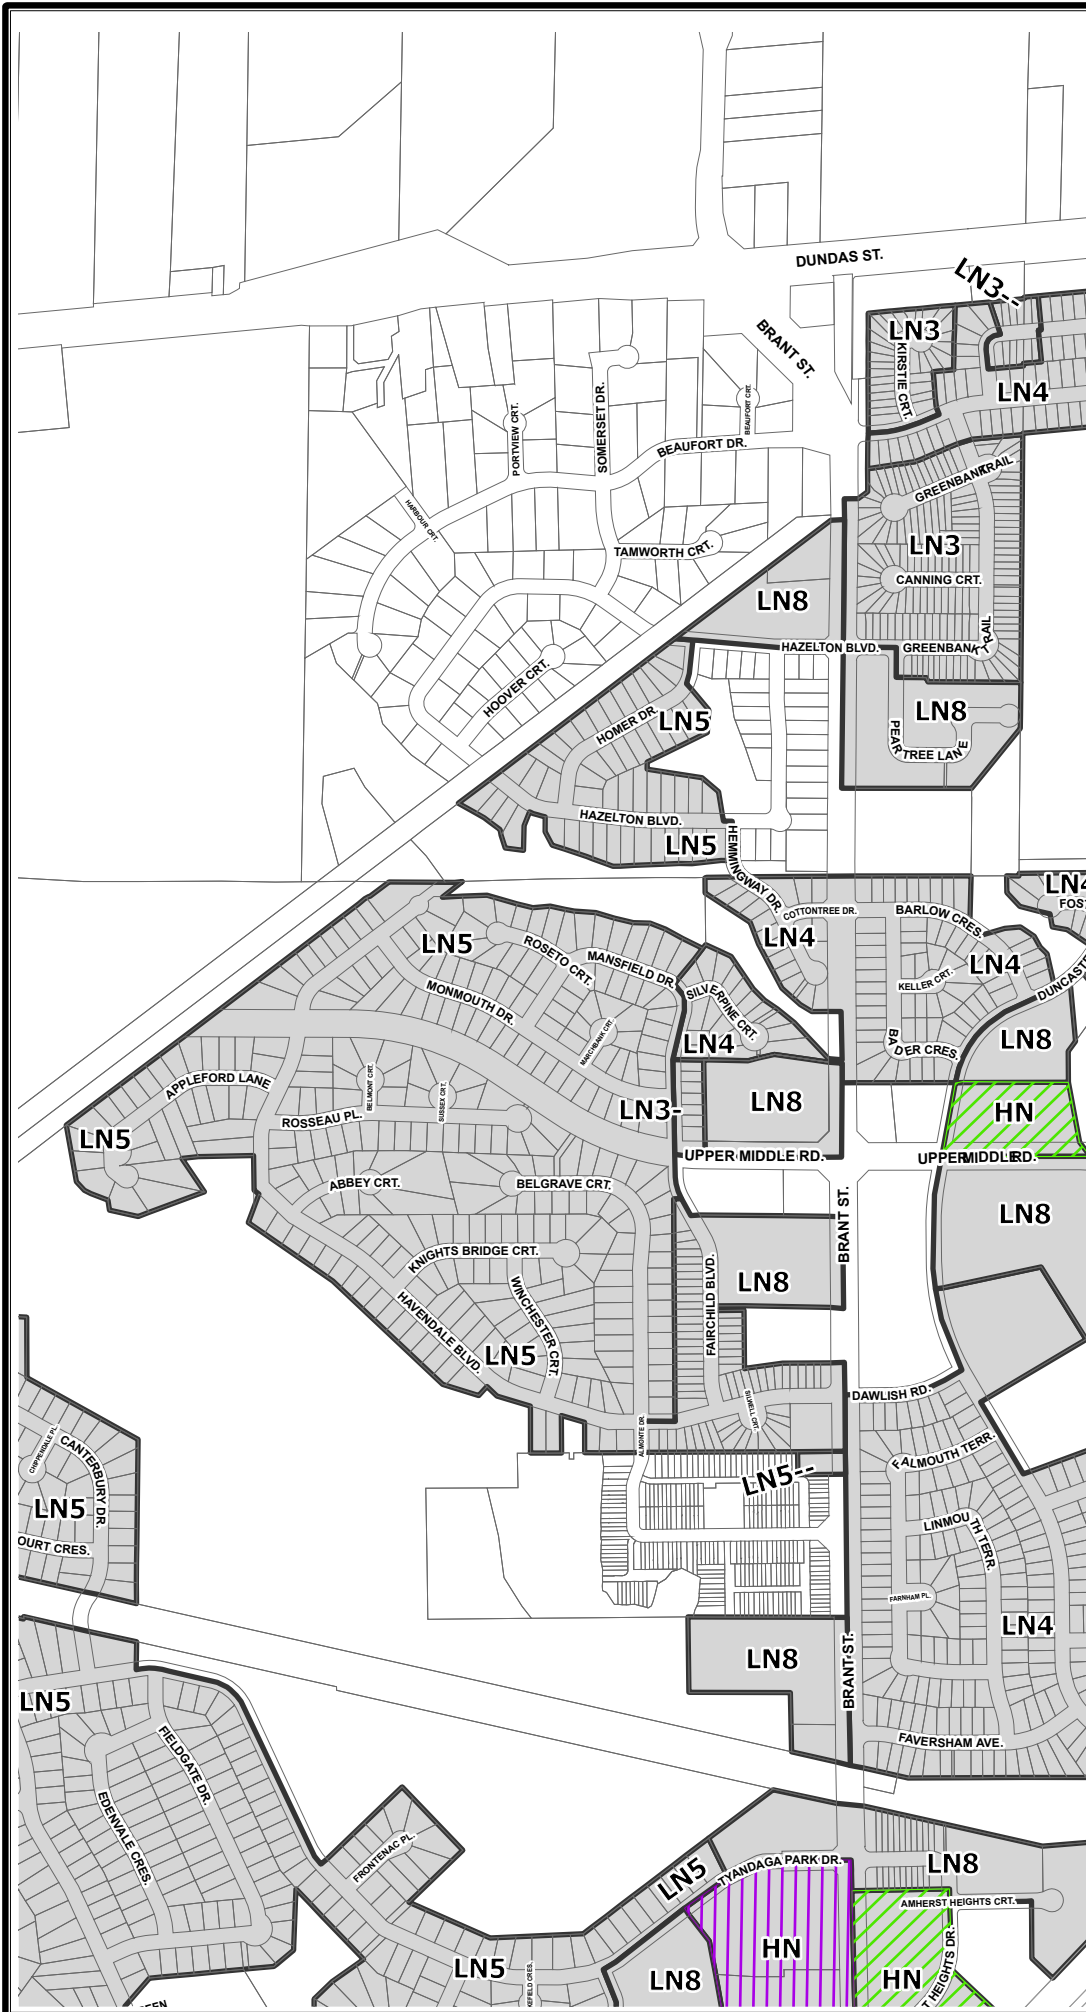 DUNDAS ST.
LN3--
BRANT ST.
LN3
KIRSTIE CRT.
LN4
BEAUFORT CRT.
SOMERSET DR.
PORTVIEW CRT.
BEAUFORT DR.
GREENBANK TRAIL
HARBOUR CRT.
TAMWORTH CRT.
LN3
CANNING CRT.
LN8
HAZELTON BLVD.
GREENBANK TRAIL
HOOVER CRT.
HOMER DR.
LN5
LN8
PEAR TREE LANE
HAZELTON BLVD.
LN5
HEMMINGWAY DR.
LN4
COTTONTREE DR.
BARLOW CRES.
LN4
LN5
ROSETO CRT.
MANSFIELD DR.
LN4
KELLER CRT.
MONMOUTH DR.
SILVERPINE CRT.
MARCHBANK CRT.
LN4
BADER CRES.
LN8
APPLEFORD LANE
BELMONT CRT.
SUSSEX CRT.
ROSSEAU PL.
LN3-
LN8
HN
LN5
UPPER MIDDLE RD.
UPPER MIDDLE RD.
ABBEY CRT.
BELGRAVE CRT.
BRANT ST.
LN8
KNIGHTS BRIDGE CRT.
FAIRCHILD BLVD.
LN8
HAVENDALE BLVD.
WINCHESTER CRT.
LN5
DAWLISH RD.
SILWELL CRT.
ALMONTE DR.
CHIPPENDALE PL.
CANTERBURY DR.
FALMOUTH TERR.
LN5--
LN5
LINMOUTH TERR.
OURT CRES.
FARNHAM PL.
LN4
LN8
BRANT ST.
LN5
FIELDGATE DR.
FAVERSHAM AVE.
EDENVALE CRES.
FRONTENAC PL.
LN5
TYANDAGA PARK DR.
LN8
AMHERST HEIGHTS CRT.
HN
LN5
LN8
HN
T HEIGHTS DR.